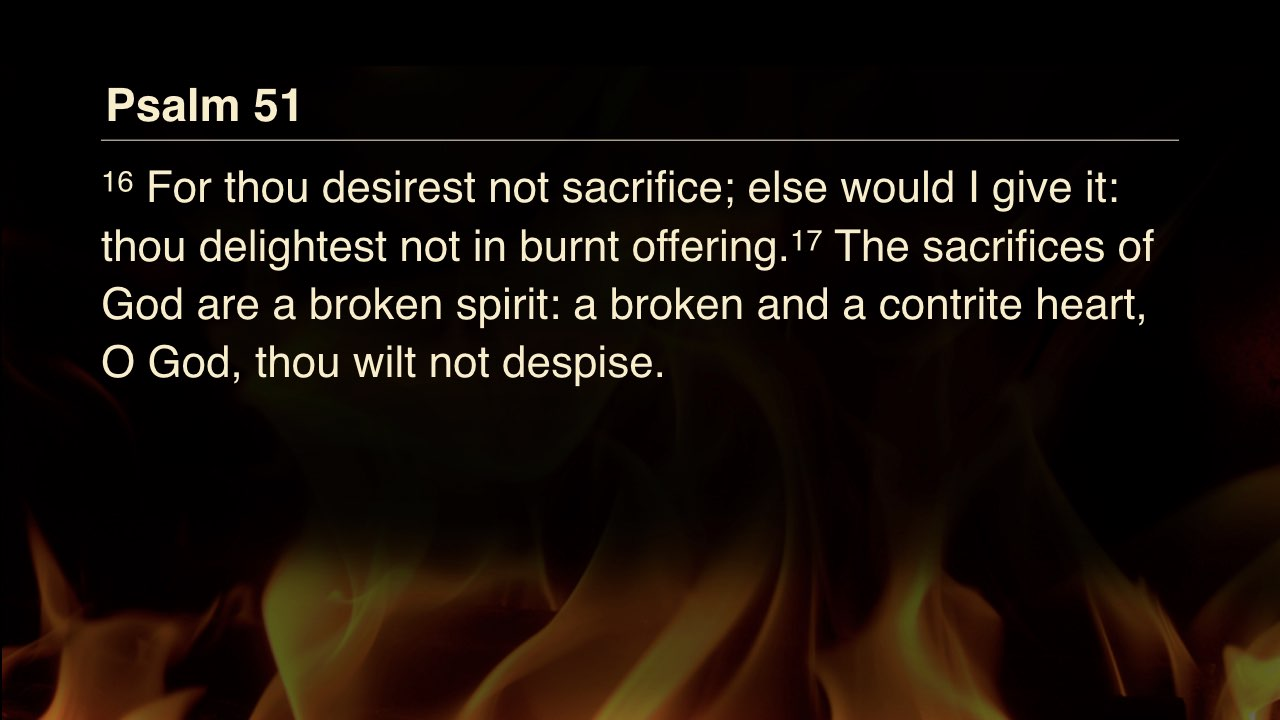 Psalm 51
¹⁶ For thou desirest not sacrifice; else would I give it:
thou delightest not in burnt offering.¹⁷ The sacrifices of
God are a broken spirit: a broken and a contrite heart,
O God, thou wilt not despise.